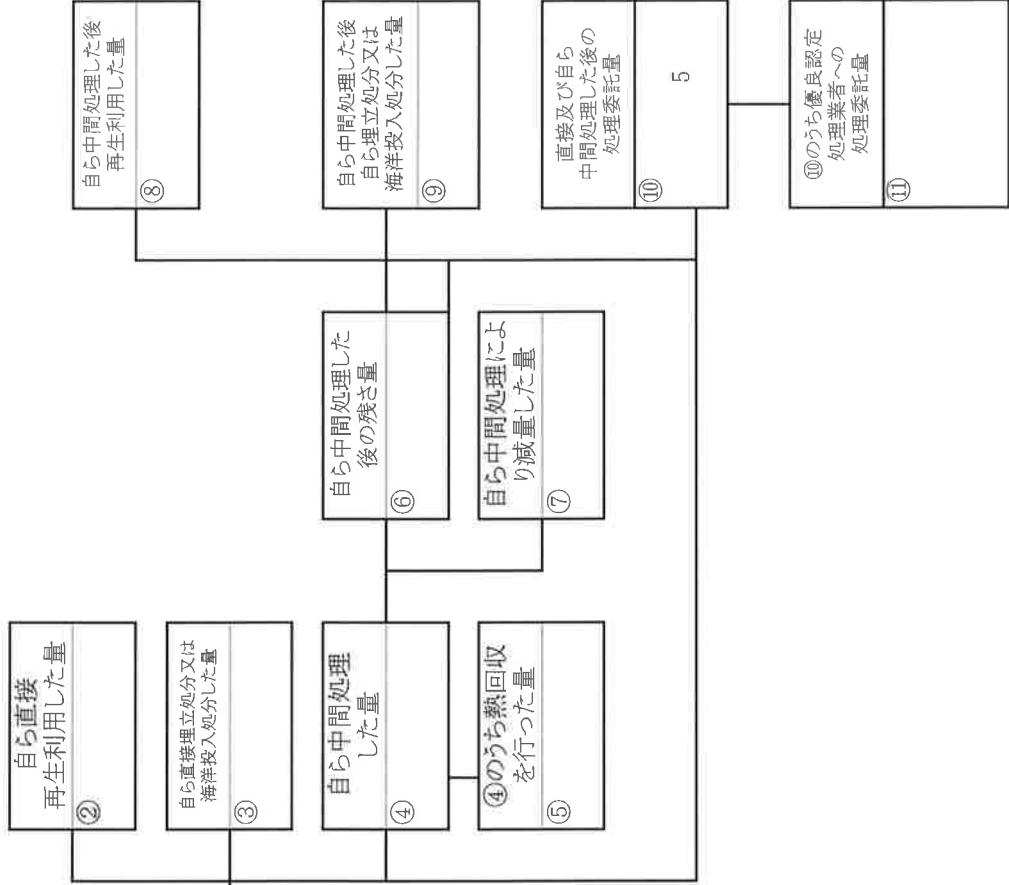 自ら直接
再生利用した量
②
自ら直接埋立処分又は
海洋投入処分した量
③
自ら中間処理
した量
④
④のうち熱回収
を行った量
⑤
自ら中間処理した
後の残さ量
⑥
自ら中間処理によ
り減量した量
⑦
自ら中間処理した後
再生利用した量
⑧
自ら中間処理した後
自ら埋立処分又は
海洋投入処分した量
⑨
直接及び自ら
中間処理した後の
処理委託量
⑩
5
⑩のうち優良認定
処理業者への
処理委託量
⑪